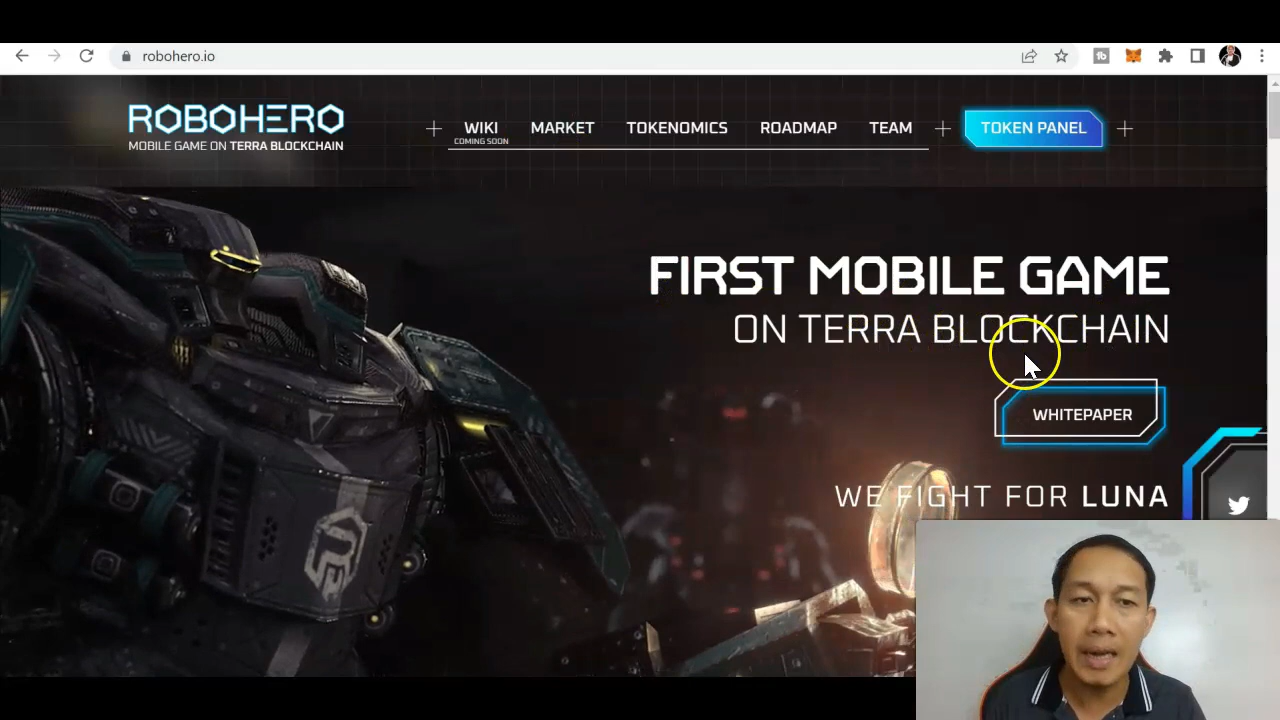 robohero.io
ROBOHERO
MOBILE GAME ON TERRA BLOCKCHAIN
WIKI
COMING SOON
MARKET
TOKENOMICS
ROADMAP
TEAM
TOKEN PANEL
FIRST MOBILE GAME
ON TERRA BLOCKCHAIN
WHITEPAPER
WE FIGHT FOR LUNA